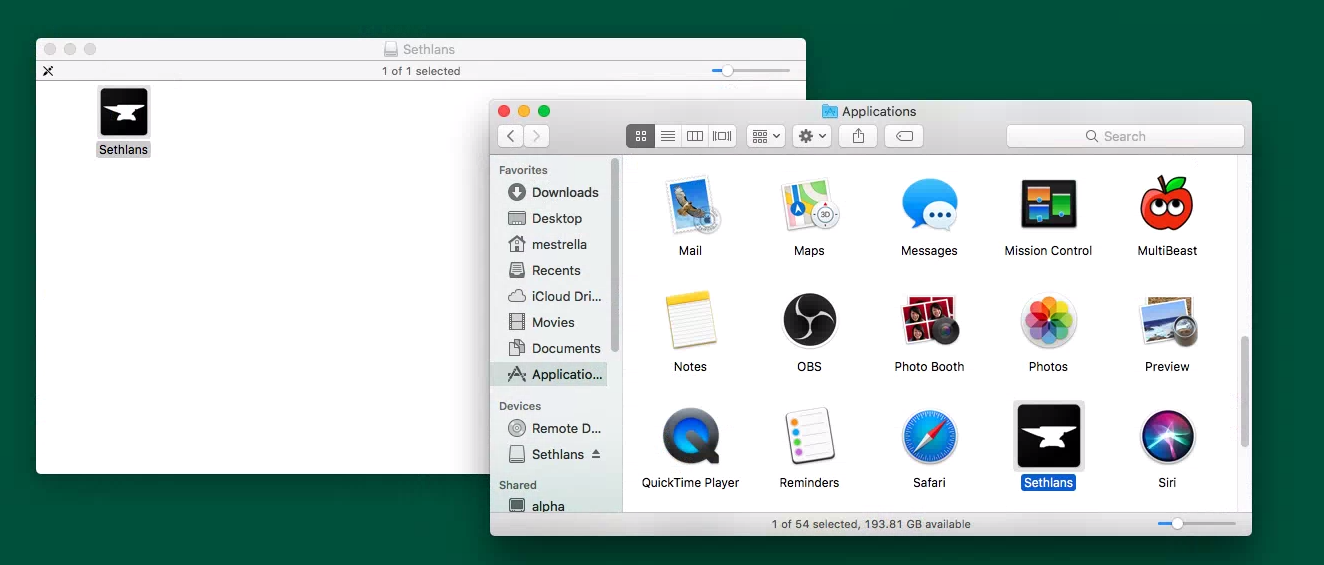 Sethlans
1 of 1 selected
Sethlans
Applications
Search
Favorites
Downloads
Desktop
mestrella
Recents
iCloud Dri...
Movies
Documents
Applicatio...
Devices
Remote D...
Sethlans
Shared
alpha
Mail
Maps
3D
Messages
Mission Control
MultiBeast
Notes
OBS
Photo Booth
Photos
Preview
QuickTime Player
Reminders
Safari
Sethlans
Siri
1 of 54 selected, 193.81 GB available